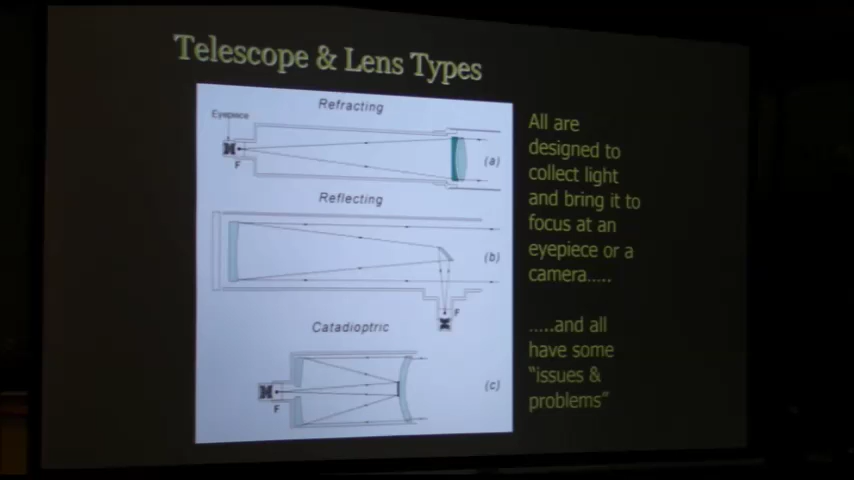 Telescope & Lens Types
Refracting
Eyepiece
F
(a)
Reflecting
(b)
F
Catadioptric
(c)
F
All are
designed to
collect light
and bring it to
focus at an
eyepiece or a
camera.....
.....and all
have some
"issues &
problems"